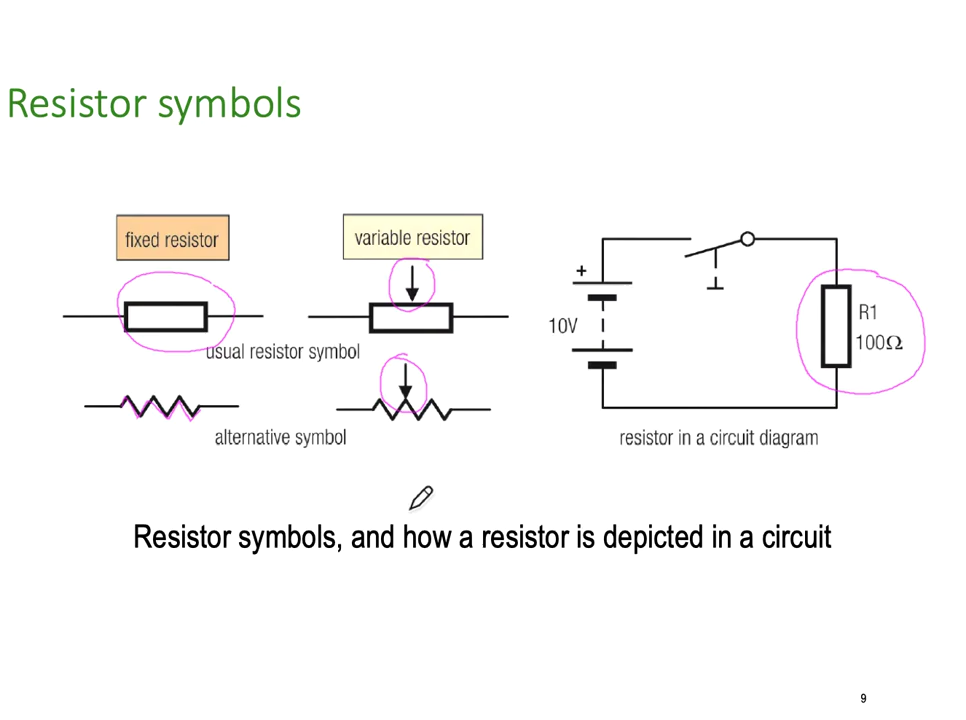 Resistor symbols
fixed resistor
variable resistor
usual resistor symbol
alternative symbol
+
10V
R1
100Ω
resistor in a circuit diagram
Resistor symbols, and how a resistor is depicted in a circuit
9